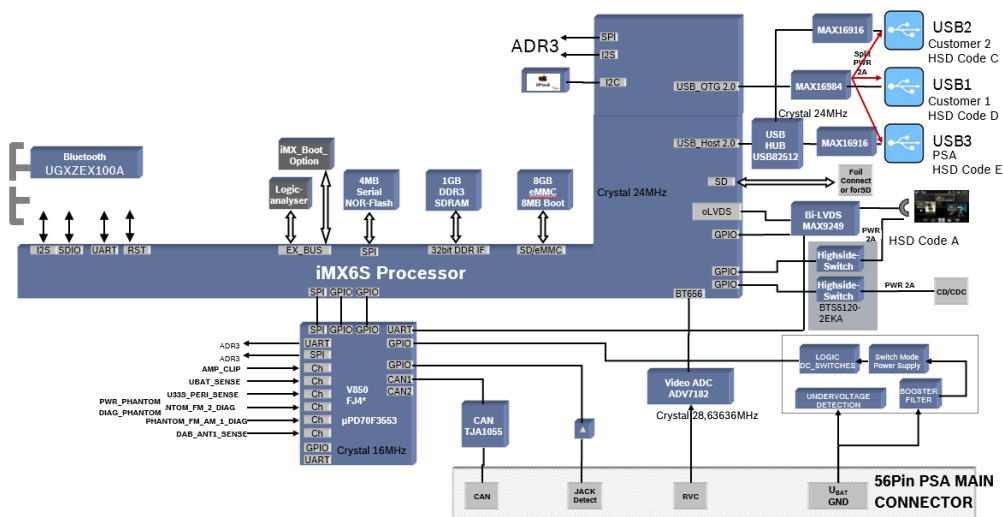 ADR3
SPI
I2S
I2C
USB_OTG 2.0
USB_Host 2.0
SD
oLVDS
GPIO
GPIO
GPIO
BT656
Crystal 24MHz
MAX16916
MAX16984
MAX16916
Split
PWR
2A
Crystal 24MHz
USB
HUB
USB82512
USB2
Customer 2
HSD Code C
USB1
Customer 1
HSD Code D
USB3
PSA
HSD Code E
Foil
Connect
or forSD
Bi-LVDS
MAX9249
PWR
2A
HSD Code A
Highside-
Switch
Highside-
Switch
BTS5120-
2EKA
PWR 2A
CD/CDC
Bluetooth
UGXZEX100A
I2S
SDIO
UART
RST
iMX_Boot_
Option
Logic-
analyser
EX_BUS
4MB
Serial
NOR-Flash
SPI
1GB
DDR3
SDRAM
32bit DDR IF
8GB
eMMC
8MB Boot
SD/eMMC
iMX6S Processor
SPI
GPIO
GPIO
SPI
GPIO
GPIO
UART
UART
GPIO
SPI
Ch
GPIO
Ch
CAN1
Ch
CAN2
Ch
Ch
Ch
GPIO
UART
V850
FJ4*
µPD70F3553
Crystal 16MHz
ADR3
ADR3
AMP_CLIP
UBAT_SENSE
U33S_PERI_SENSE
PWR_PHANTOM
NTOM_FM_2_DIAG
DIAG_PHANTOM
PHANTOM_FM_AM_1_DIAG
DAB_ANT1_SENSE
CAN
TJA1055
Video ADC
ADV7182
Crystal 28,63636MHz
LOGIC
DC_SWITCHES
Switch Mode
Power Supply
UNDERVOLTAGE
DETECTION
BOOSTER
FILTER
CAN
JACK
Detect
RVC
UBAT
GND
56Pin PSA MAIN
CONNECTOR